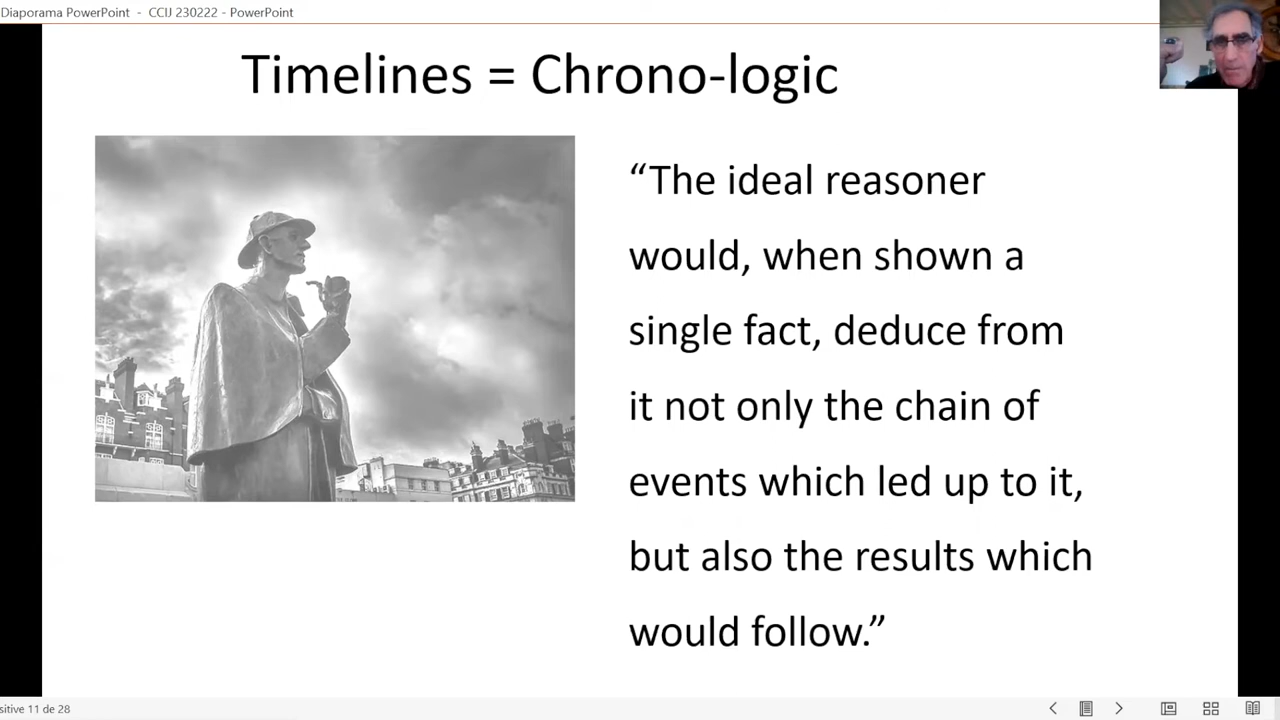 Diaporama PowerPoint - CCIJ 230222 - PowerPoint
Timelines = Chrono-logic
“The ideal reasoner
would, when shown a
single fact, deduce from
it not only the chain of
events which led up to it,
but also the results which
would follow.”
sitive 11 de 28